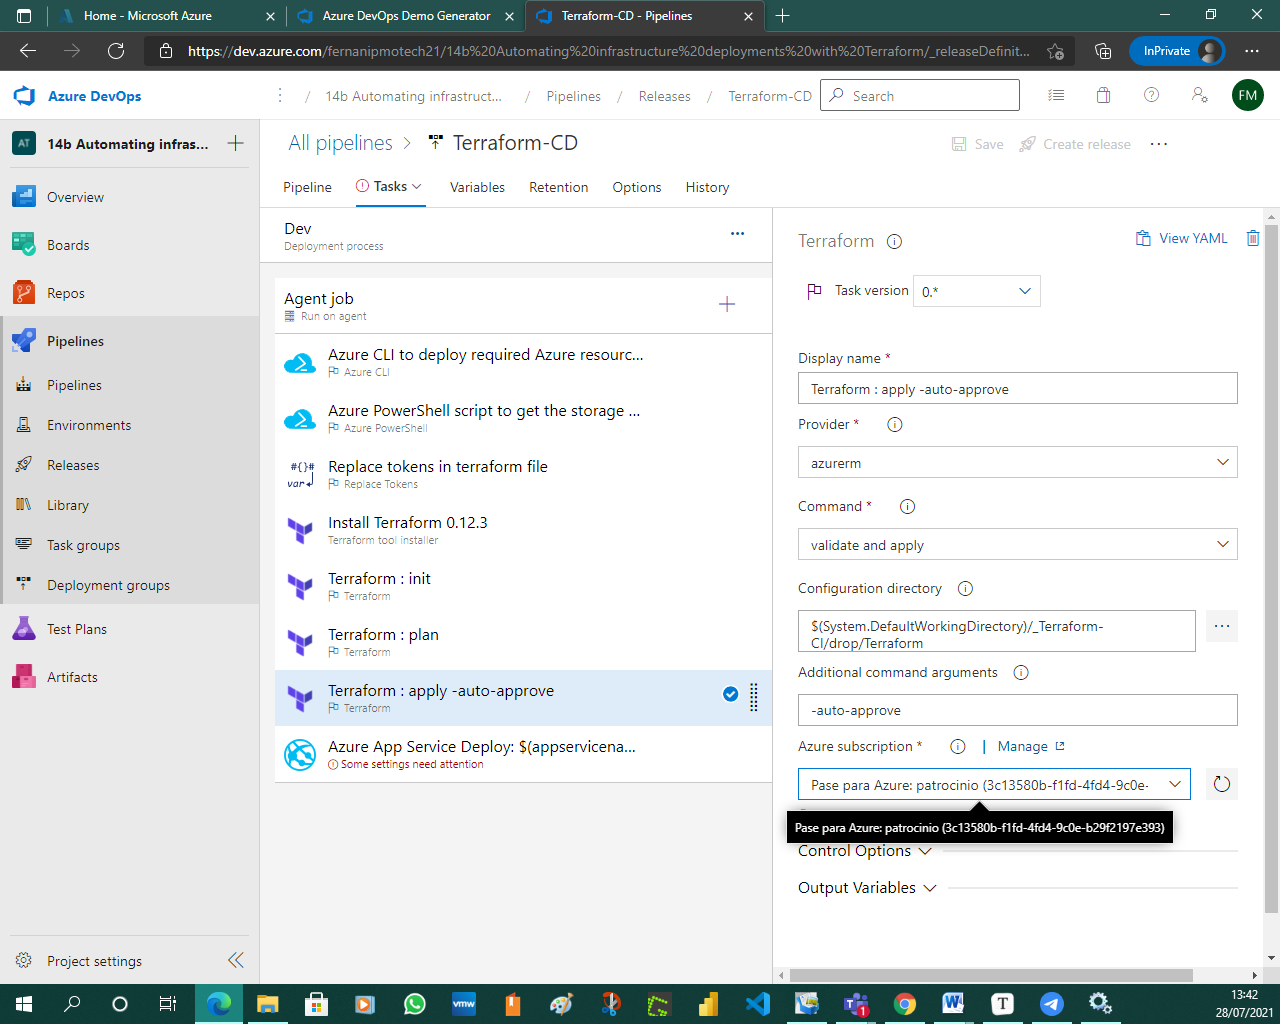 Home - Microsoft Azure
Azure DevOps Demo Generator
Terraform-CD - Pipelines
https://dev.azure.com/fernanipmotech21/14b%20Automating%20infrastructure%20deployments%20with%20Terraform/_releaseDefinit...
InPrivate
Azure DevOps
/ 14b Automating infrastruct... / Pipelines / Releases / Terraform-CD
Search
FM
AT
14b Automating infras...
Overview
Boards
Repos
Pipelines
Pipelines
Environments
Releases
Library
Task groups
Deployment groups
Test Plans
Artifacts
Project settings
All pipelines > Terraform-CD
Save
Create release
Pipeline
Tasks
Variables
Retention
Options
History
Dev
Deployment process
Agent job
Run on agent
Azure CLI to deploy required Azure resourc...
Azure CLI
Azure PowerShell script to get the storage ...
Azure PowerShell
#{}#
var
Replace tokens in terraform file
Replace Tokens
Install Terraform 0.12.3
Terraform tool installer
Terraform : init
Terraform
Terraform : plan
Terraform
Terraform : apply -auto-approve
Terraform
Azure App Service Deploy: $(appservicena...
Some settings need attention
Terraform
View YAML
Task version
0.*
Display name *
Terraform : apply -auto-approve
Provider *
azurerm
Command *
validate and apply
Configuration directory
$(System.DefaultWorkingDirectory)/_Terraform-
CI/drop/Terraform
Additional command arguments
-auto-approve
Azure subscription * | Manage
Pase para Azure: patrocinio (3c13580b-f1fd-4fd4-9c0e-
Pase para Azure: patrocinio (3c13580b-f1fd-4fd4-9c0e-b29f2197e393)
Control Options
Output Variables
vmw
1
W
T
13:42
28/07/2021